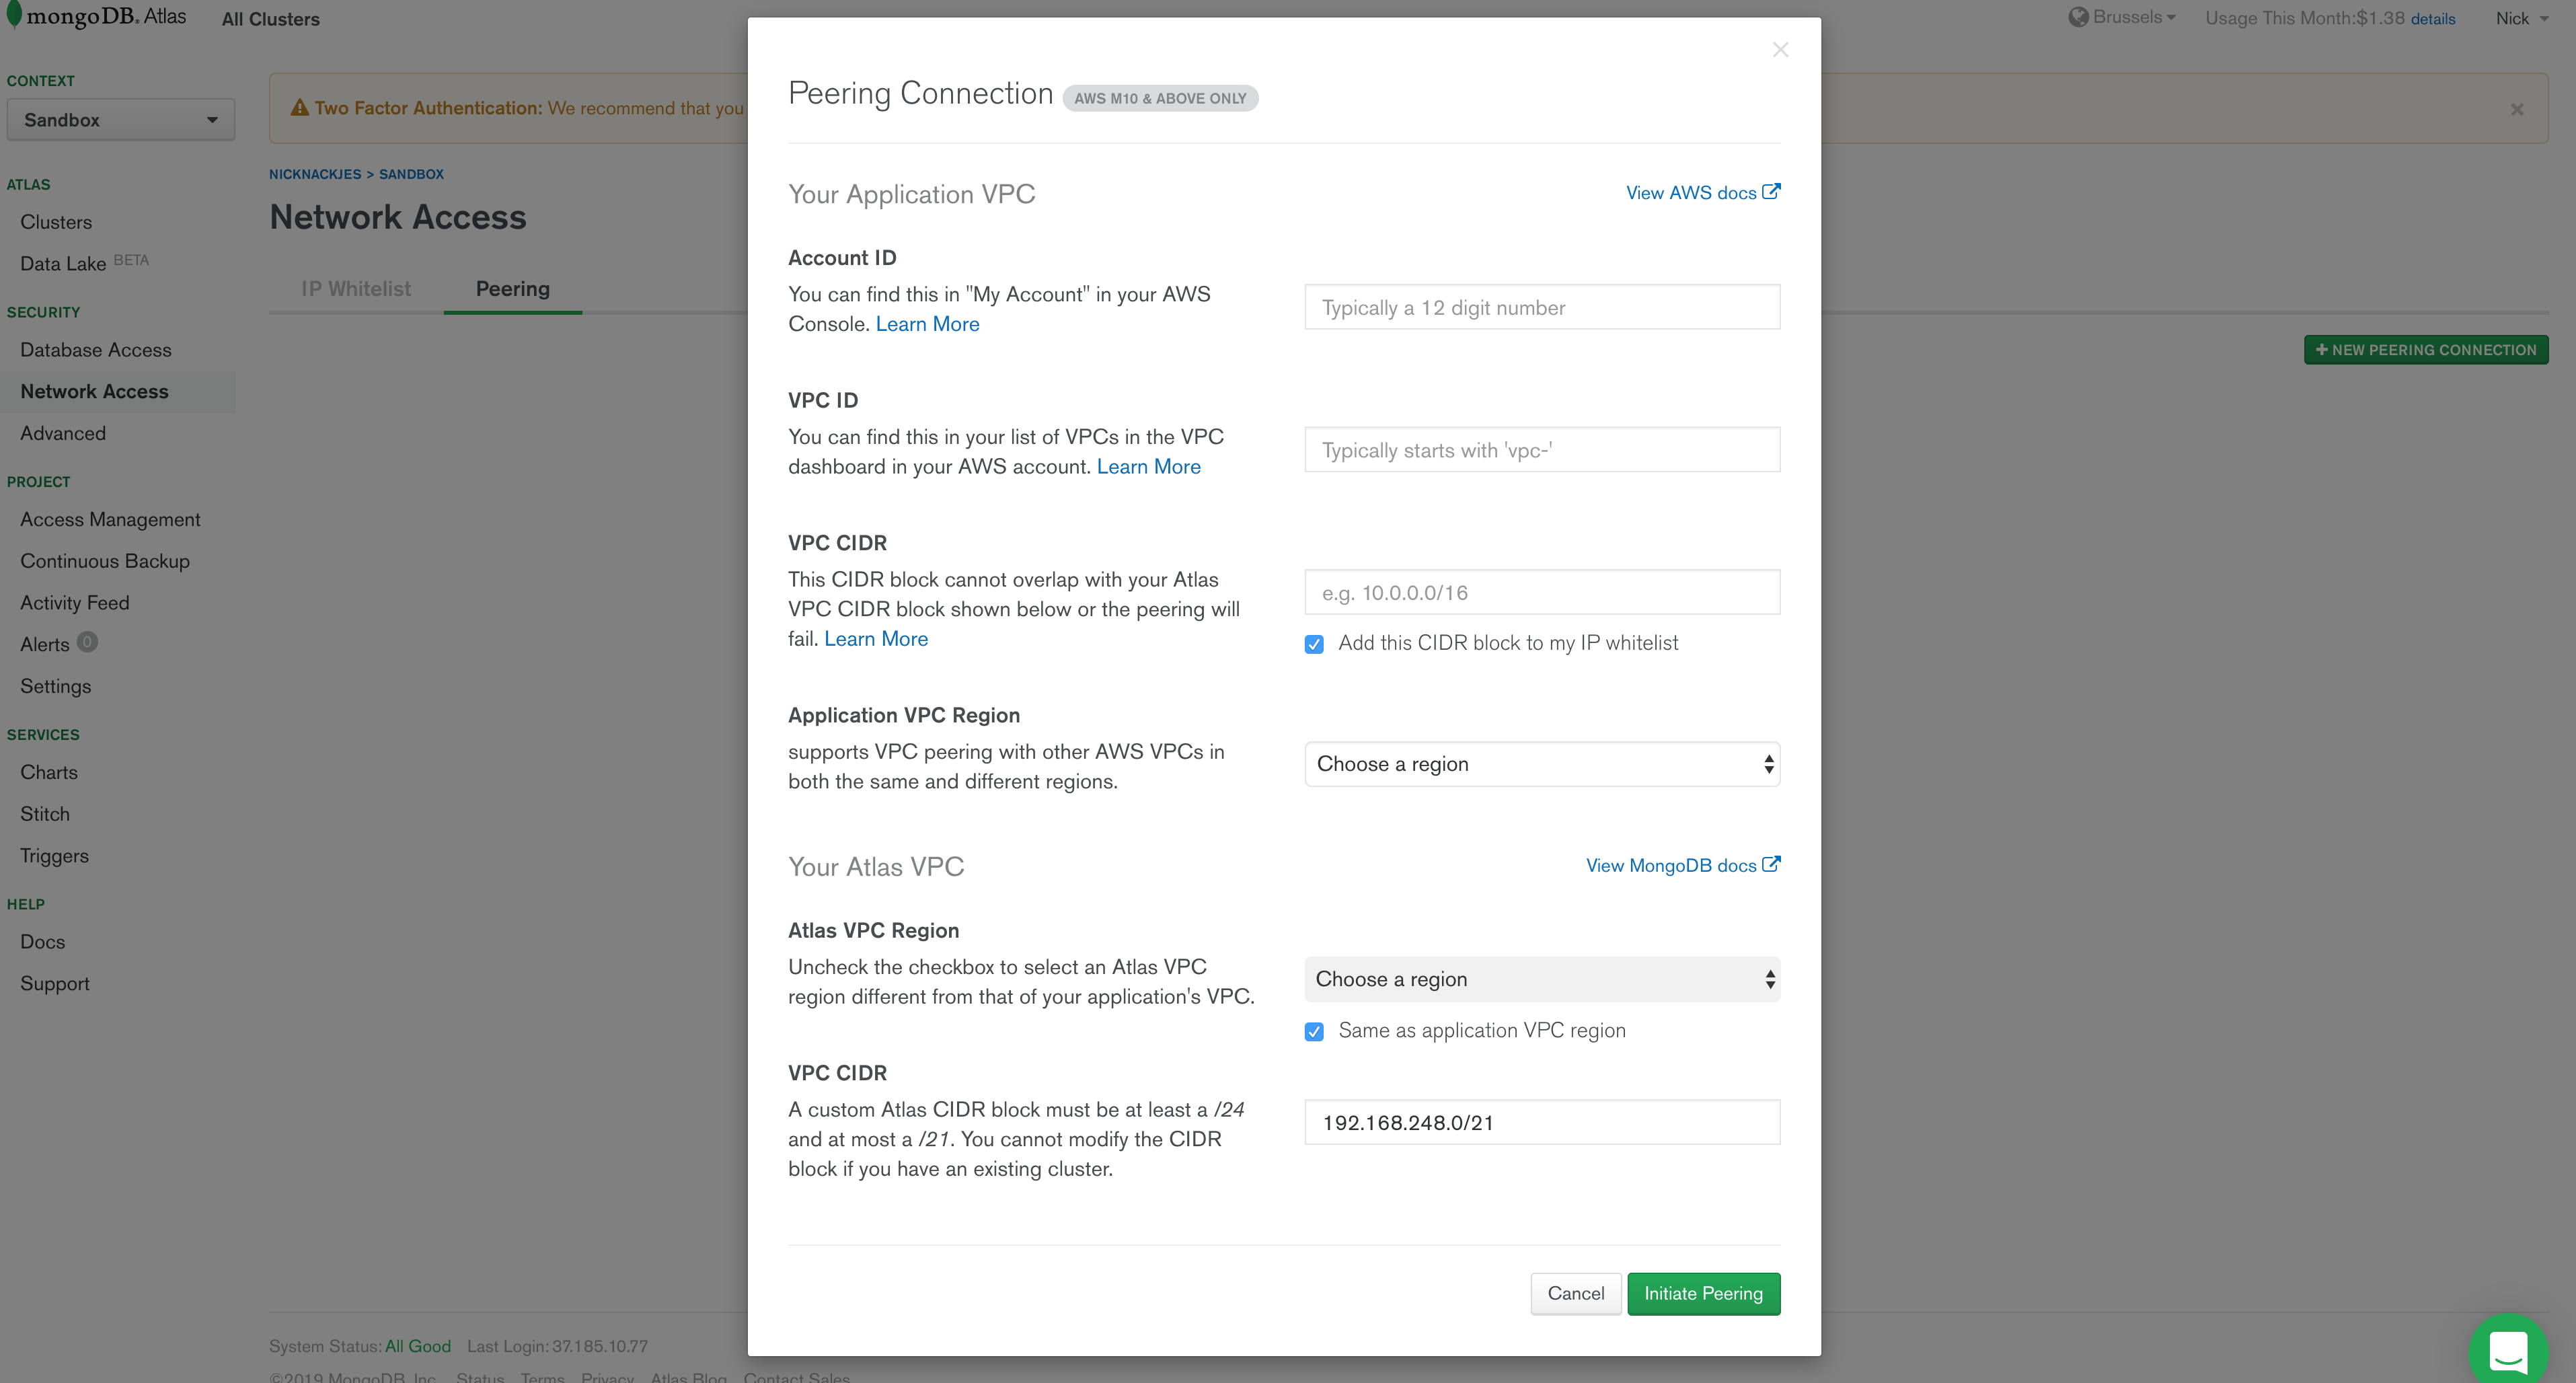 mongoDB. Atlas
All Clusters
Brussels
Usage This Month:$1.38 details
Nick
CONTEXT
Sandbox
ATLAS
Clusters
Data Lake BETA
SECURITY
Database Access
Network Access
Advanced
PROJECT
Access Management
Continuous Backup
Activity Feed
Alerts 0
Settings
SERVICES
Charts
Stitch
Triggers
HELP
Docs
Support
Two Factor Authentication: We recommend that you
NICKNACKJES > SANDBOX
Network Access
IP Whitelist
Peering
+ NEW PEERING CONNECTION
Peering Connection AWS M10 & ABOVE ONLY
Your Application VPC
View AWS docs
Account ID
You can find this in "My Account" in your AWS
Console. Learn More
Typically a 12 digit number
VPC ID
You can find this in your list of VPCs in the VPC
dashboard in your AWS account. Learn More
Typically starts with 'vpc-'
VPC CIDR
This CIDR block cannot overlap with your Atlas
VPC CIDR block shown below or the peering will
fail. Learn More
e.g. 10.0.0.0/16
Add this CIDR block to my IP whitelist
Application VPC Region
supports VPC peering with other AWS VPCs in
both the same and different regions.
Choose a region
Your Atlas VPC
View MongoDB docs
Atlas VPC Region
Uncheck the checkbox to select an Atlas VPC
region different from that of your application's VPC.
Choose a region
Same as application VPC region
VPC CIDR
A custom Atlas CIDR block must be at least a /24
and at most a /21. You cannot modify the CIDR
block if you have an existing cluster.
192.168.248.0/21
Cancel
Initiate Peering
System Status: All Good Last Login: 37.185.10.77
©2019 MongoDB, Inc. Status Terms Privacy Atlas Blog Contact Sales